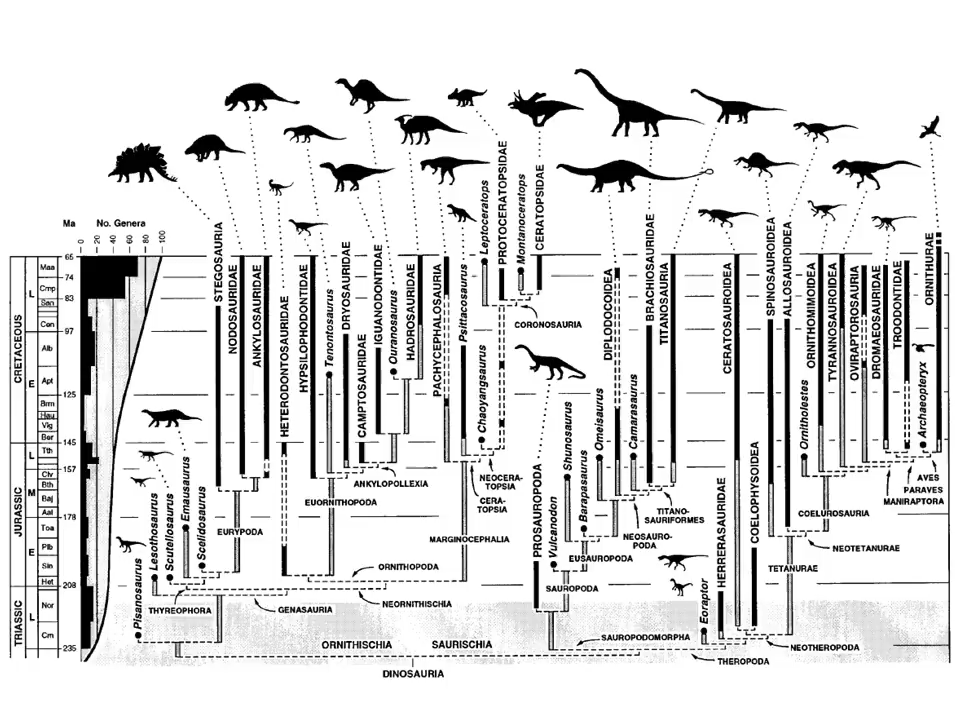 Ma
No. Genera
0
20
40
60
80
100
65
74
83
97
125
145
157
178
208
235
CRETACEOUS
JURASSIC
TRIASSIC
L
E
L
M
E
L
Maa
Cmp
San
Cen
Alb
Apt
Brm
Hau
Vlg
Ber
Tth
Clv
Bth
Baj
Aal
Toa
Plb
Sin
Het
Nor
Crn
Pisanosaurus
Lesothosaurus
Scutellosaurus
Emausaurus
Scelidosaurus
STEGOSAURIA
NODOSAURIDAE
ANKYLOSAURIDAE
HETERODONTOSAURIDAE
HYPSILOPHODONTIDAE
Tenontosaurus
DRYOSAURIDAE
CAMPTOSAURIDAE
IGUANODONTIDAE
Ouranosaurus
HADROSAURIDAE
PACHYCEPHALOSAURIA
Psittacosaurus
Chaoyangsaurus
Leptoceratops
PROTOCERATOPSIDAE
Montanoceratops
CERATOPSIDAE
PROSAUROPODA
Vulcanodon
Shunosaurus
Barapasaurus
Omeisaurus
DIPLODOCOIDEA
Camarasaurus
BRACHIOSAURIDAE
TITANOSAURIA
Eoraptor
HERRERASAURIDAE
CERATOSAUROIDEA
COELOPHYSOIDEA
SPINOSAUROIDEA
ALLOSAUROIDEA
Ornitholestes
ORNITHOMIMOIDEA
TYRANNOSAUROIDEA
OVIRAPTOROSAURIA
DROMAEOSAURIDAE
TROODONTIDAE
Archaeopteryx
ORNITHURAE
CORONOSAURIA
ANKYLOPOLLEXIA
NEOCERA-
TOPSIA
CERA-
TOPSIA
EUORNITHOPODA
EURYPODA
MARGINOCEPHALIA
ORNITHOPODA
THYREOPHORA
GENASAURIA
NEORNITHISCHIA
TITANO-
SAURIFORMES
NEOSAURO-
PODA
EUSAUROPODA
SAUROPODA
AVES
PARAVES
MANIRAPTORA
COELUROSAURIA
NEOTETANURAE
TETANURAE
ORNITHISCHIA
SAURISCHIA
SAUROPODOMORPHA
NEOTHEROPODA
THEROPODA
DINOSAURIA